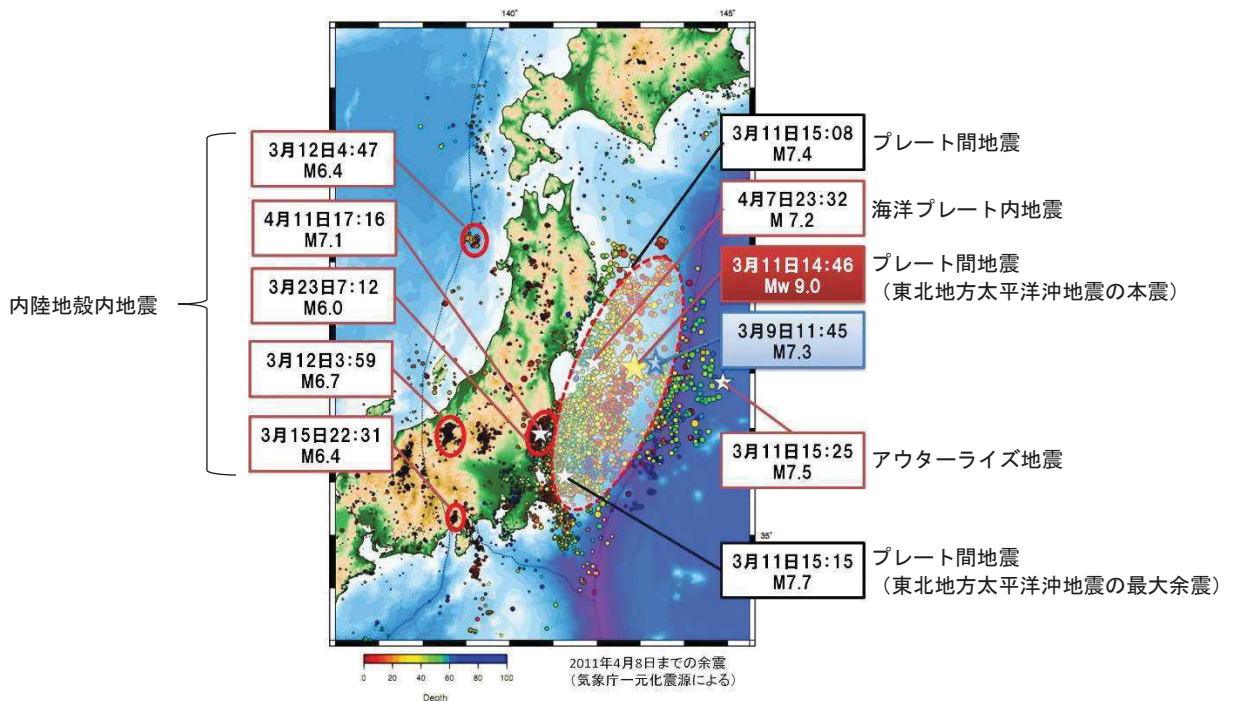 140°
145°
内陸地殻内地震
3月12日4:47
M6.4
4月11日17:16
M7.1
3月23日7:12
M6.0
3月12日3:59
M6.7
3月15日22:31
M6.4
3月11日15:08
M7.4
プレート間地震
4月7日23:32
M 7.2
海洋プレート内地震
3月11日14:46
Mw 9.0
プレート間地震
（東北地方太平洋沖地震の本震）
3月9日11:45
M7.3
3月11日15:25
M7.5
アウターライズ地震
35°
3月11日15:15
M7.7
プレート間地震
（東北地方太平洋沖地震の最大余震）
0 20 40 60 80 100
Depth
2011年4月8日までの余震
（気象庁一元化震源による）